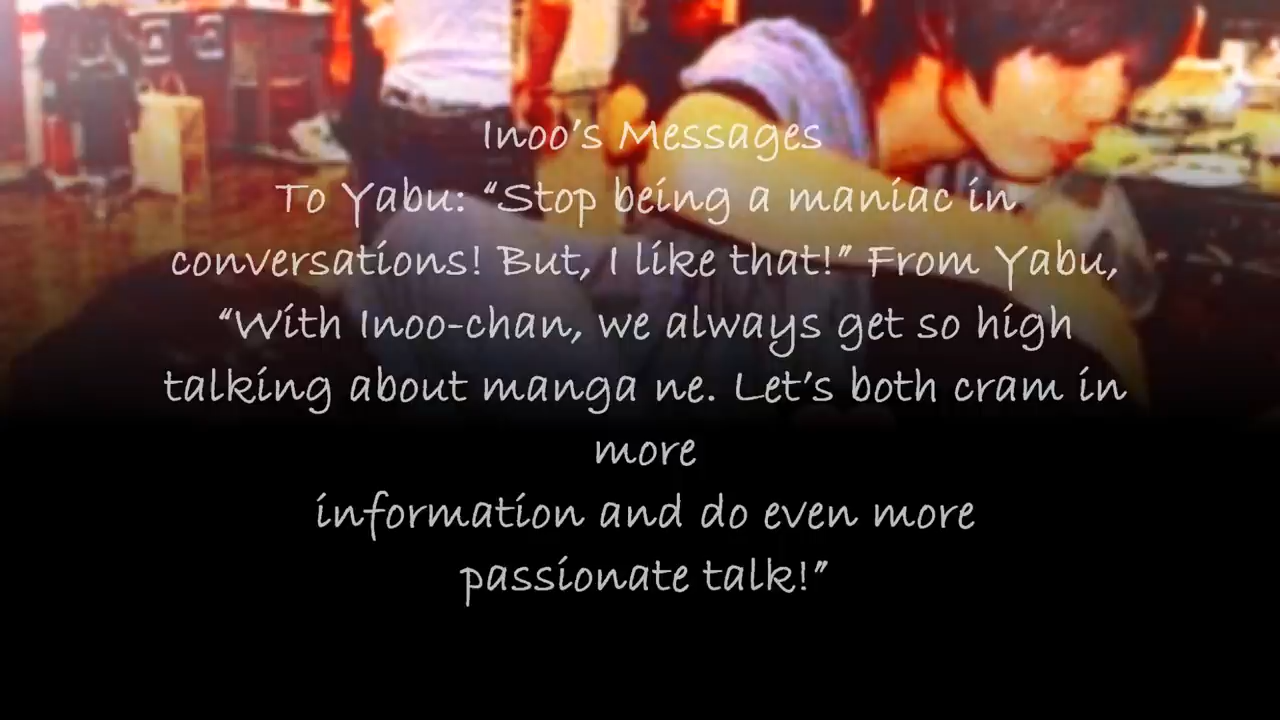 Inoo's Messages
To Yabu: “Stop being a maniac in
conversations! But, I like that!” From Yabu,
“With Inoo-chan, we always get so high
talking about manga ne. Let's both cram in
more
information and do even more
passionate talk!”